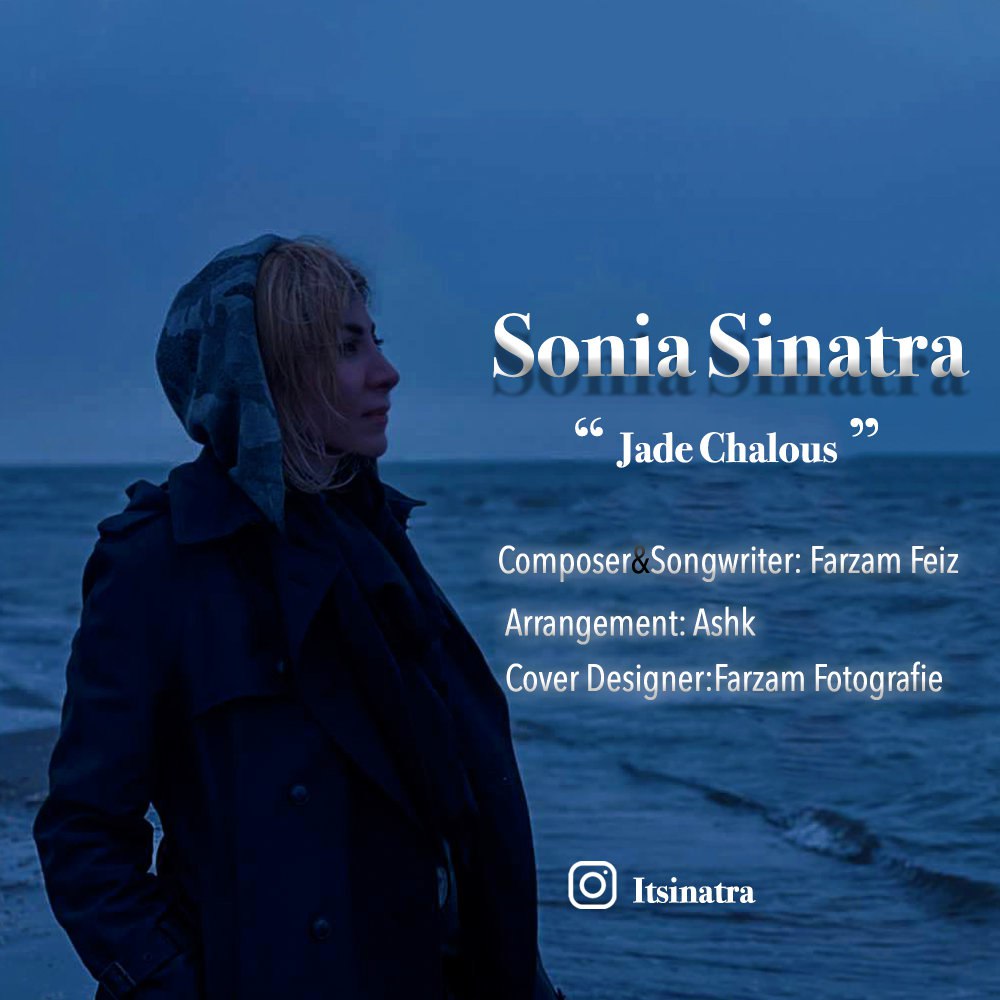 Sonia Sinatra
“ Jade Chalous ”
Composer&Songwriter: Farzam Feiz
Arrangement: Ashk
Cover Designer:Farzam Fotografie
Itsinatra